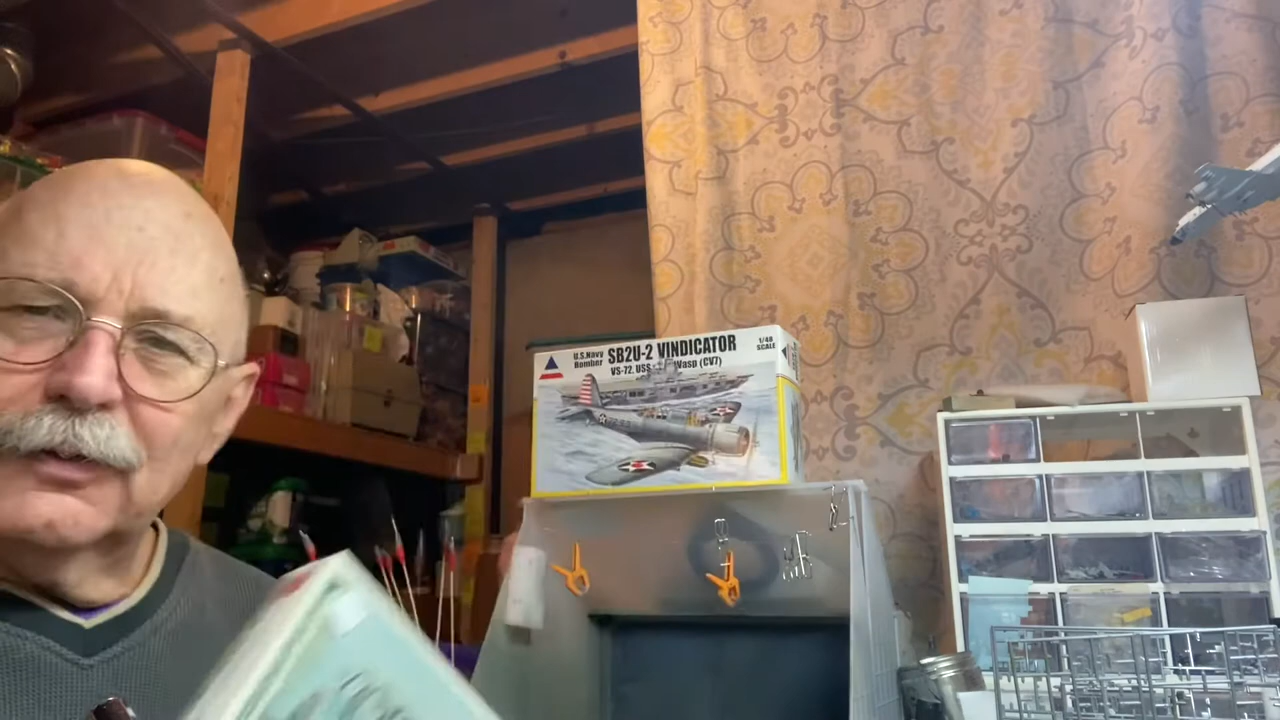 U.S.Navy
Bomber
SB2U-2 VINDICATOR
1/48
SCALE
VS-72, USS Wasp (CV7)